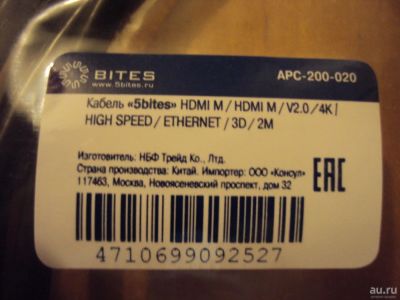 BITES
www.5bites.ru
APC-200-020
Кабель «5bites» HDMI M / HDMI M / V2.0 / 4K /
HIGH SPEED / ETHERNET / 3D / 2M
Изготовитель: НБФ Трейд Ко., Лтд.
Страна производства: Китай. Импортер: ООО «Консул»
117463, Москва, Новоясеневский проспект, дом 32
EAC
4710699092527
au.ru